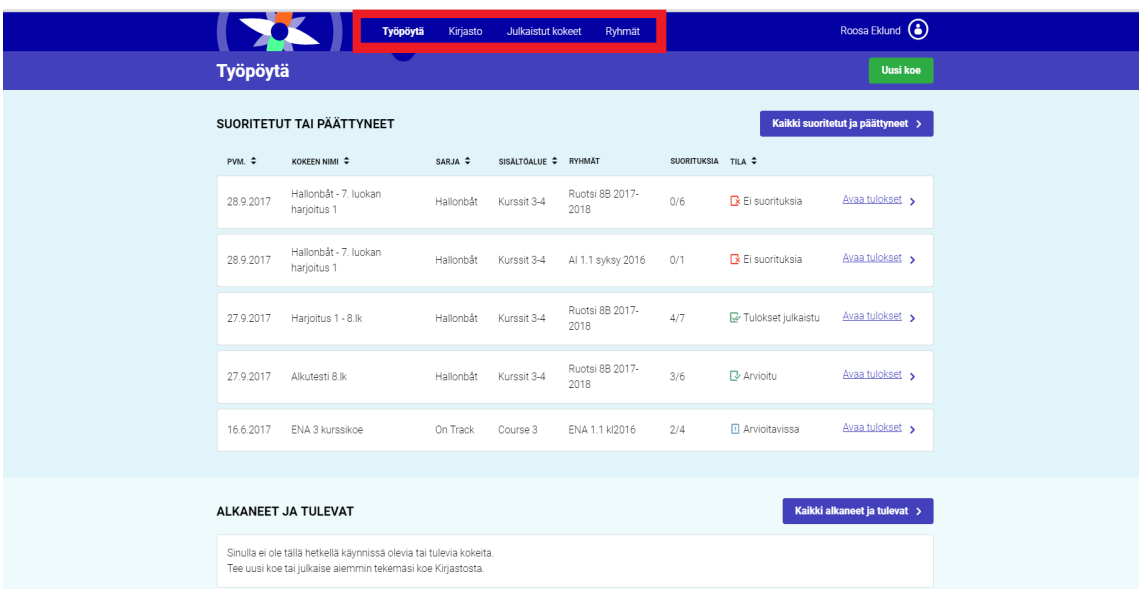 Työpöytä Kirjasto Julkaistut kokeet Ryhmät Roosa Eklund
Työpöytä Uusi koe
SUORITETUT TAI PÄÄTTYNEET Kaikki suoritetut ja päättyneet
PVM. KOKEEN NIMI SARJA SISÄLTÖALUE RYHMÄT SUORITUKSIA TILA
28.9.2017 Hallonbåt - 7. luokan harjoitus 1 Hallonbåt Kurssit 3-4 Ruotsi 8B 2017-2018 0/6 Ei suorituksia Avaa tulokset
28.9.2017 Hallonbåt - 7. luokan harjoitus 1 Hallonbåt Kurssit 3-4 AI 1.1 syksy 2016 0/1 Ei suorituksia Avaa tulokset
27.9.2017 Harjoitus 1 - 8.lk Hallonbåt Kurssit 3-4 Ruotsi 8B 2017-2018 4/7 Tulokset julkaistu Avaa tulokset
27.9.2017 Alkutesti 8.lk Hallonbåt Kurssit 3-4 Ruotsi 8B 2017-2018 3/6 Arvioitu Avaa tulokset
16.6.2017 ENA 3 kurssikoe On Track Course 3 ENA 1.1 kl2016 2/4 Arvioitavissa Avaa tulokset
ALKANEET JA TULEVAT Kaikki alkaneet ja tulevat
Sinulla ei ole tällä hetkellä käynnissä olevia tai tulevia kokeita.
Tee uusi koe tai julkaise aiemmin tekemäsi koe Kirjastosta.